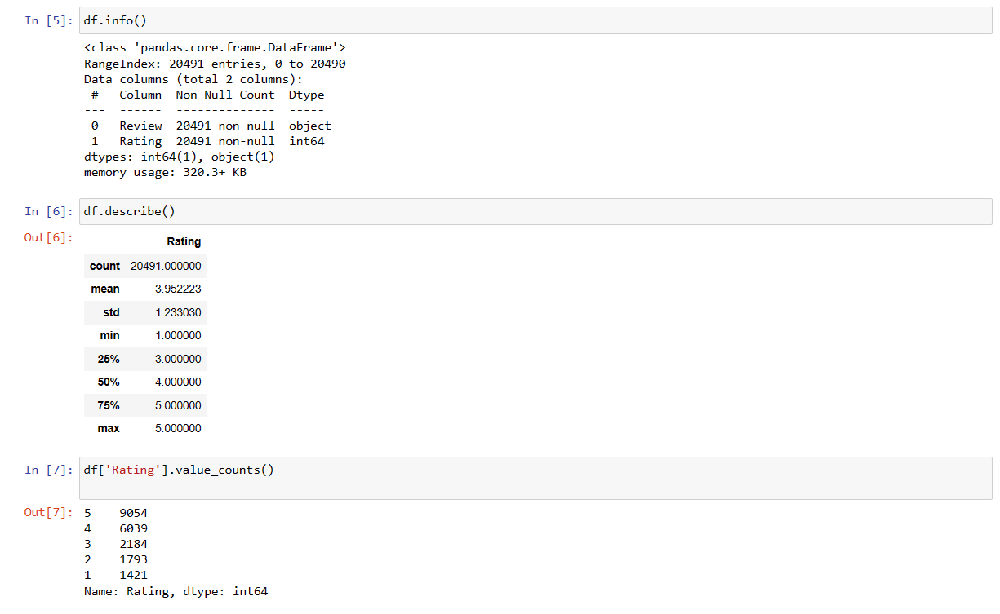 In [5]: df.info()
<class 'pandas.core.frame.DataFrame'>
RangeIndex: 20491 entries, 0 to 20490
Data columns (total 2 columns):
 #   Column  Non-Null Count  Dtype
---  ------  --------------  -----
 0   Review  20491 non-null  object
 1   Rating  20491 non-null  int64
dtypes: int64(1), object(1)
memory usage: 320.3+ KB
In [6]: df.describe()
Out[6]:
Rating
count 20491.000000
mean 3.952223
std 1.233030
min 1.000000
25% 3.000000
50% 4.000000
75% 5.000000
max 5.000000
In [7]: df['Rating'].value_counts()
Out[7]: 5    9054
4    6039
3    2184
2    1793
1    1421
Name: Rating, dtype: int64